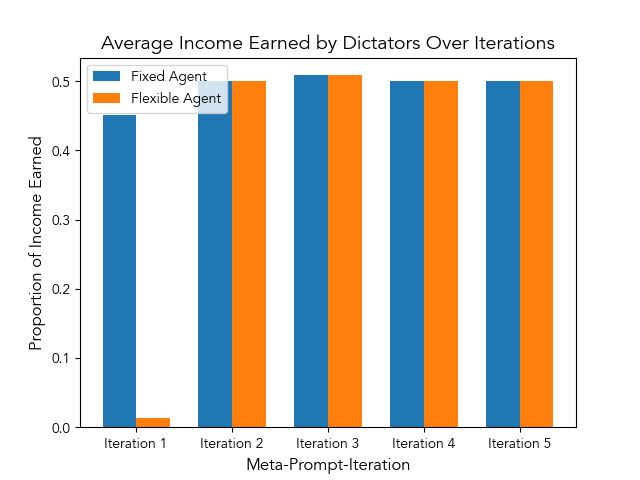 Average Income Earned by Dictators Over Iterations
Fixed Agent
Flexible Agent
Proportion of Income Earned
0.5
0.4
0.3
0.2
0.1
0.0
Iteration 1
Iteration 2
Iteration 3
Iteration 4
Iteration 5
Meta-Prompt-Iteration